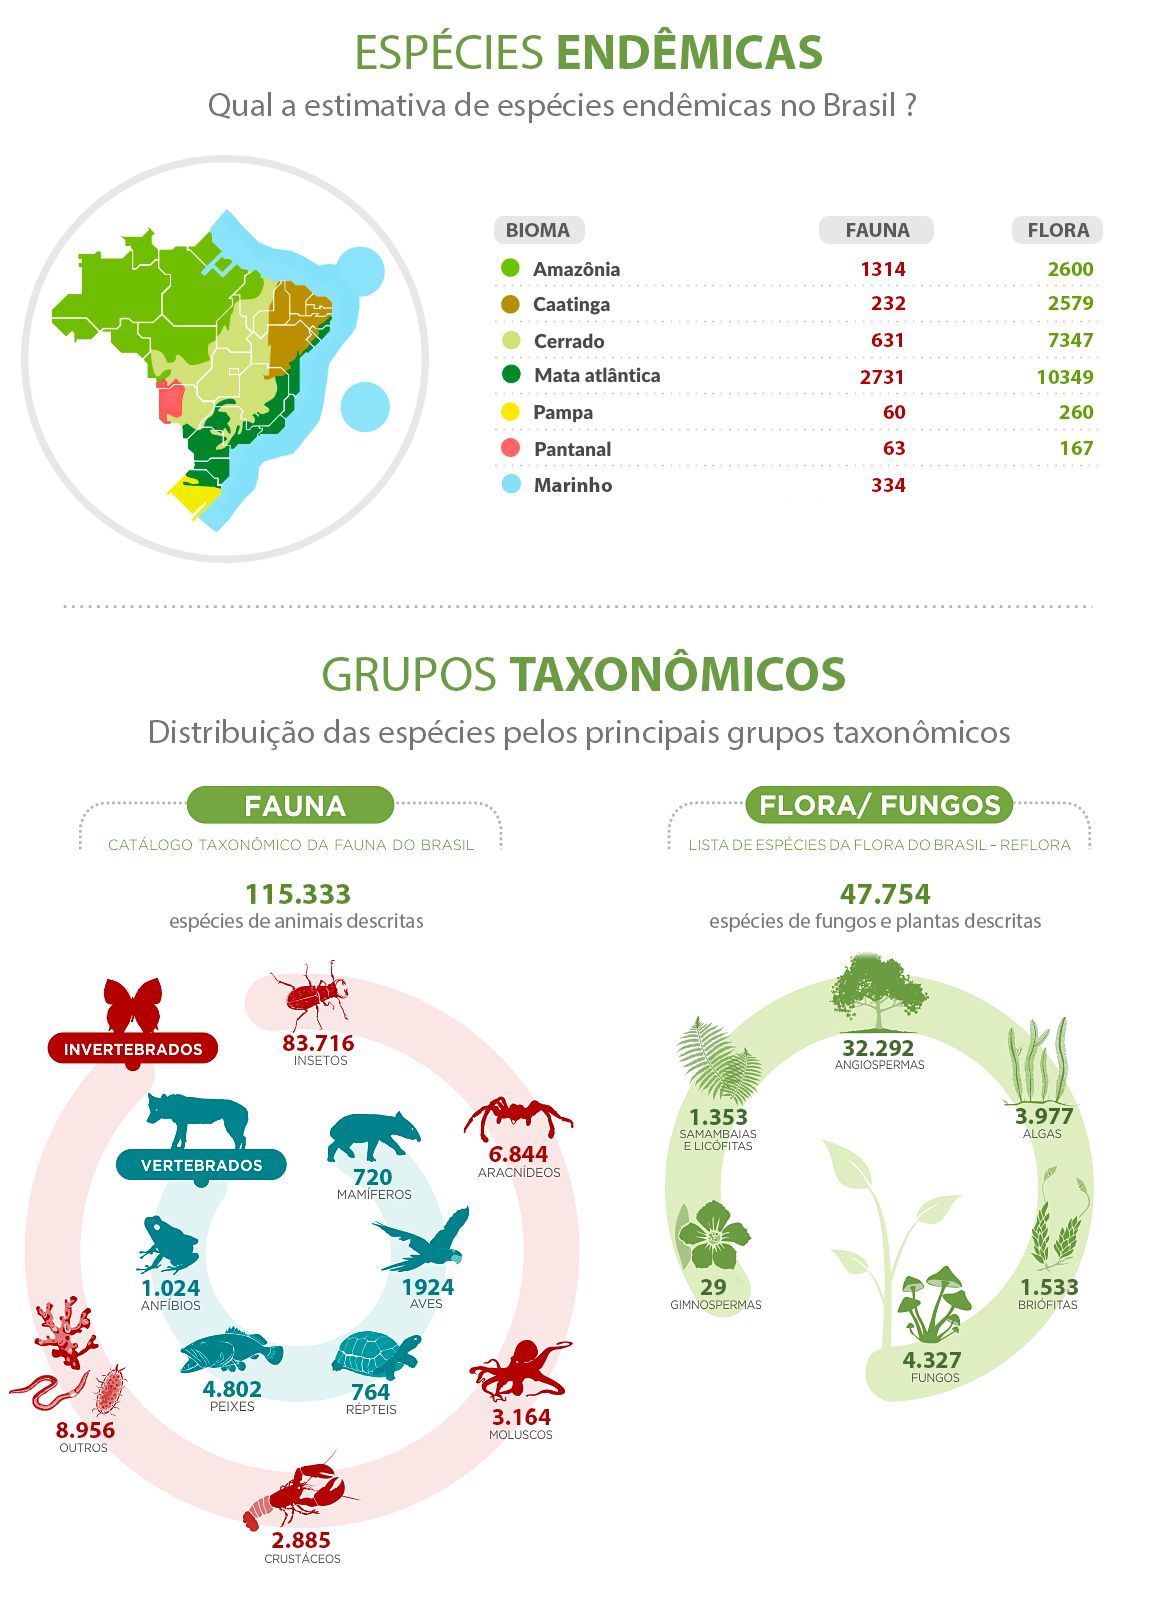 ESPÉCIES ENDÊMICAS
Qual a estimativa de espécies endêmicas no Brasil ?
BIOMA FAUNA FLORA
Amazônia 1314 2600
Caatinga 232 2579
Cerrado 631 7347
Mata atlântica 2731 10349
Pampa 60 260
Pantanal 63 167
Marinho 334
GRUPOS TAXONÔMICOS
Distribuição das espécies pelos principais grupos taxonômicos
FAUNA
CATÁLOGO TAXONÔMICO DA FAUNA DO BRASIL
115.333
espécies de animais descritas
INVERTEBRADOS
83.716
INSETOS
6.844
ARACNÍDEOS
3.164
MOLUSCOS
2.885
CRUSTÁCEOS
8.956
OUTROS
VERTEBRADOS
720
MAMÍFEROS
1924
AVES
764
RÉPTEIS
4.802
PEIXES
1.024
ANFÍBIOS
FLORA/ FUNGOS
LISTA DE ESPÉCIES DA FLORA DO BRASIL – REFLORA
47.754
espécies de fungos e plantas descritas
32.292
ANGIOSPERMAS
3.977
ALGAS
1.533
BRIÓFITAS
4.327
FUNGOS
1.353
SAMAMBAIAS
E LICÓFITAS
29
GIMNOSPERMAS